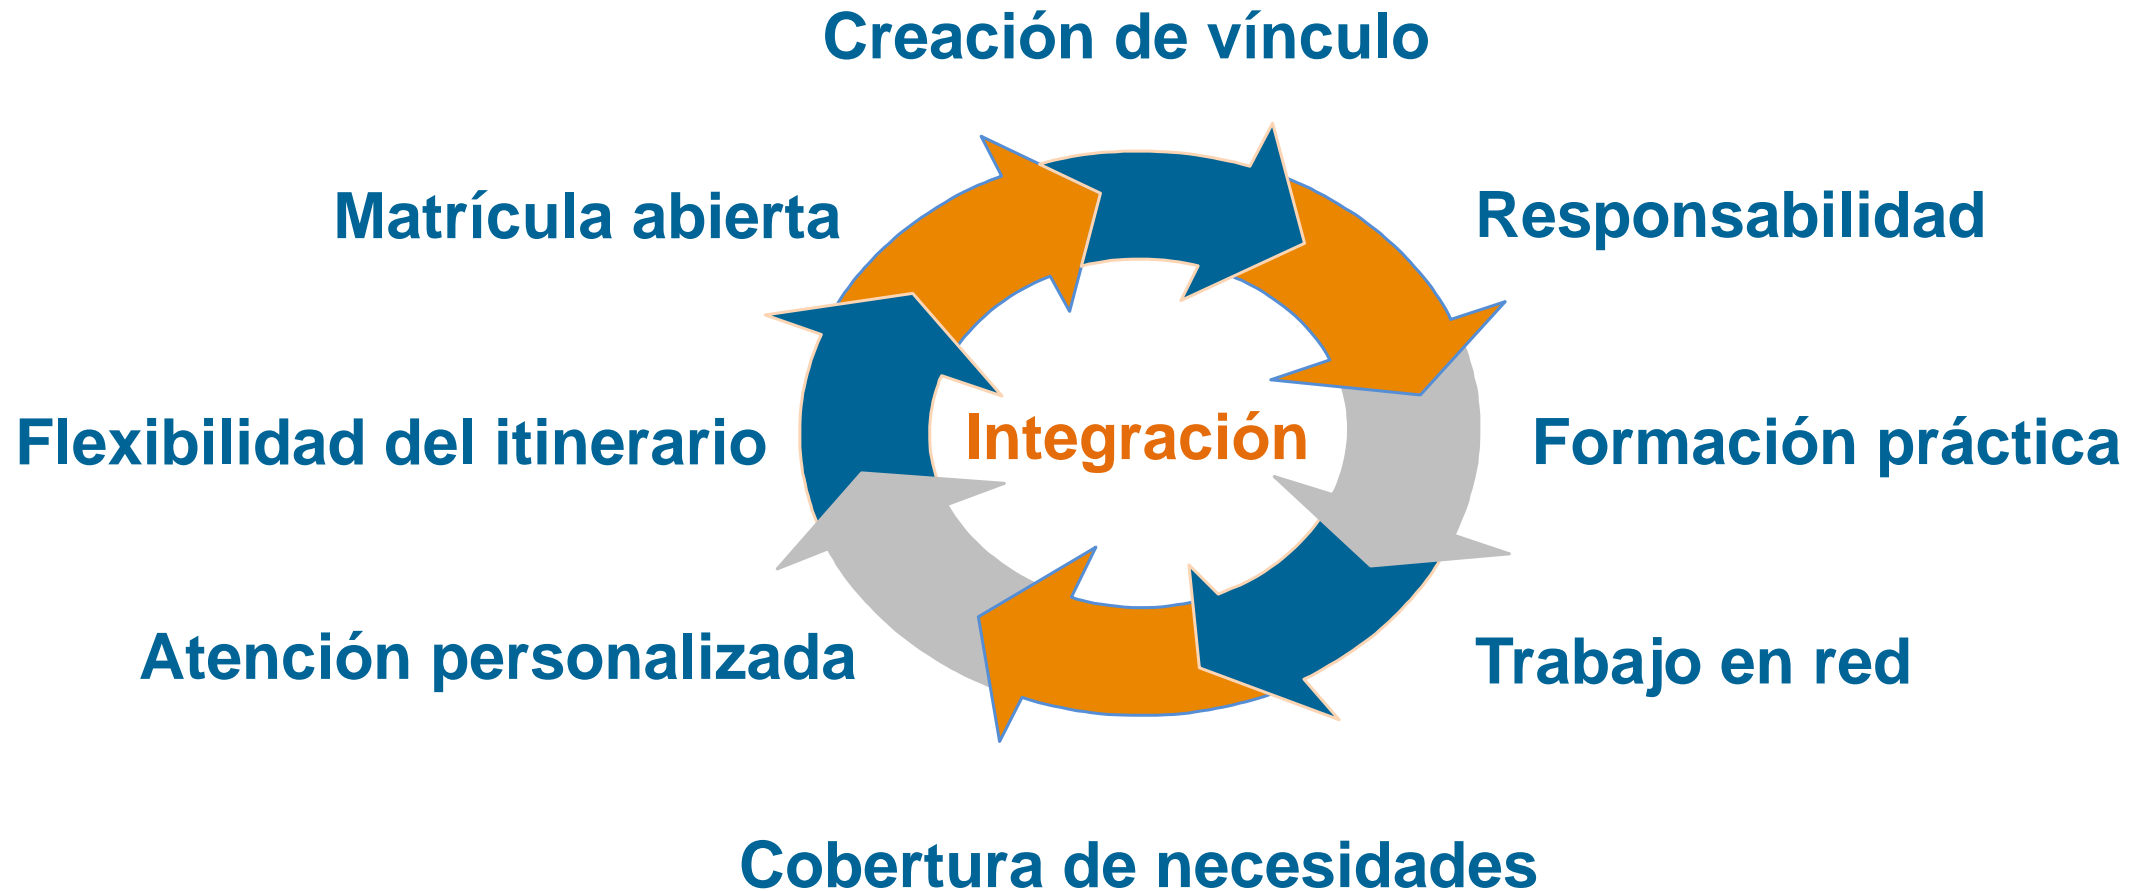 Creación de vínculo
Matrícula abierta
Responsabilidad
Flexibilidad del itinerario
Integración
Formación práctica
Atención personalizada
Trabajo en red
Cobertura de necesidades